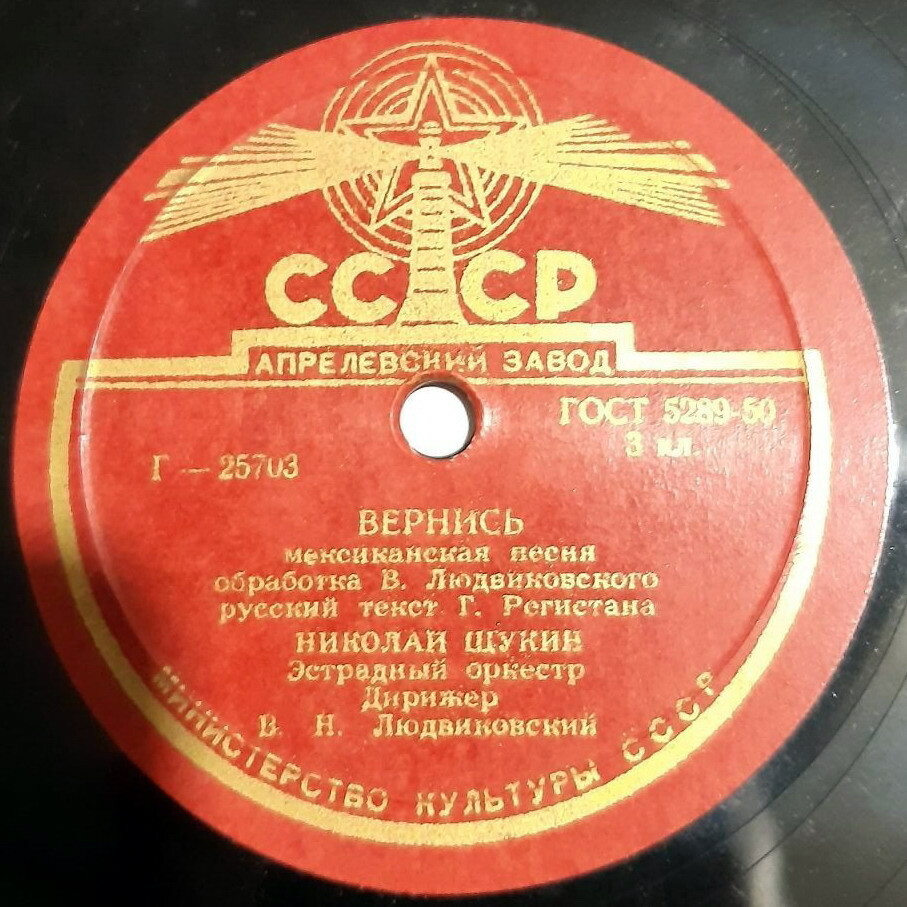 СССР
АПРЕЛЕВСКИЙ ЗАВОД
ГОСТ 5289-50
3 кл.
Г — 25703
ВЕРНИСЬ
мексиканская песня
обработка В. Людвиковского
русский текст Г. Регистана
НИКОЛАЙ ЩУКИН
Эстрадный оркестр
Дирижер
В. Н. Людвиковский
МИНИСТЕРСТВО КУЛЬТУРЫ СССР